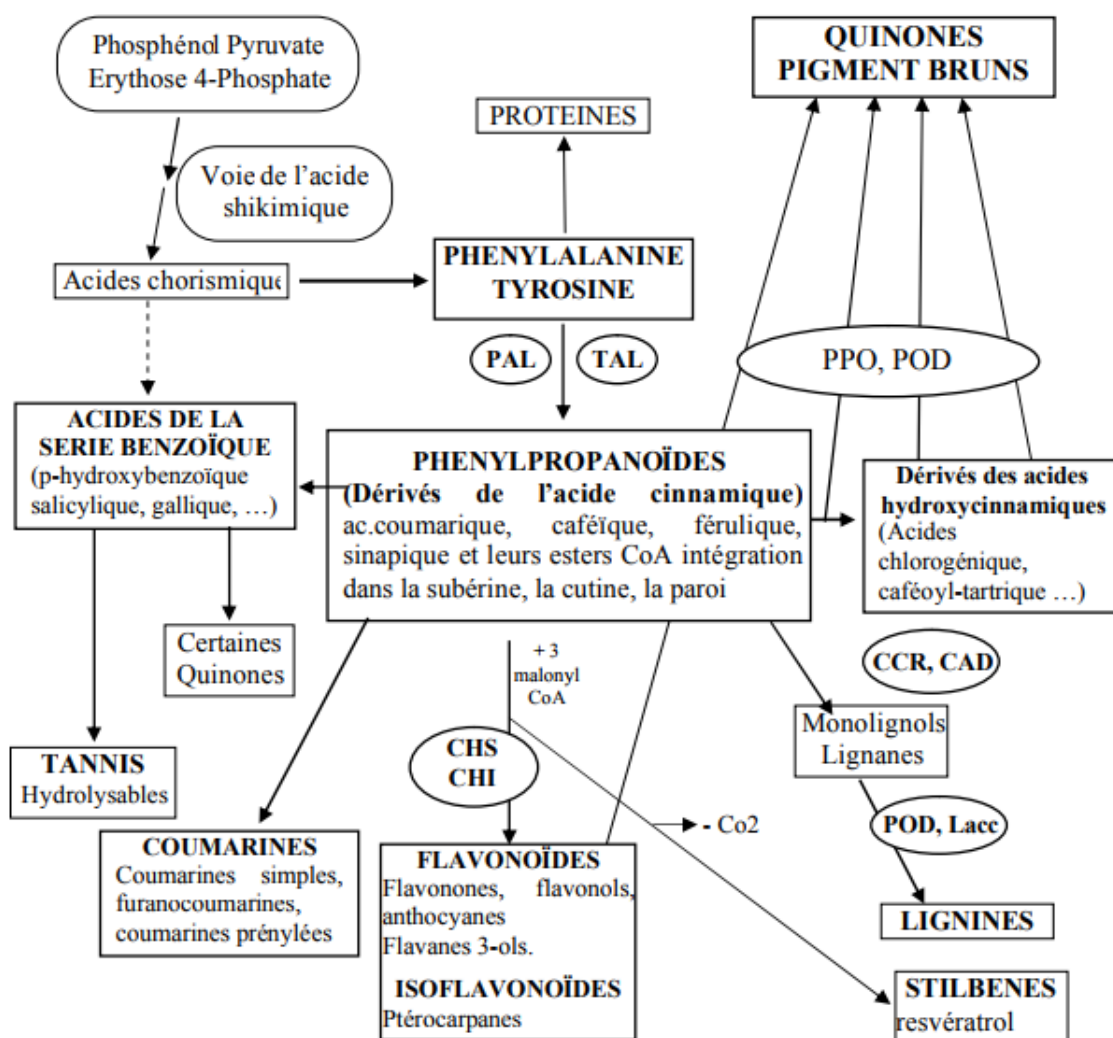 Phosphénol Pyruvate
Erythose 4-Phosphate
QUINONES
PIGMENT BRUNS
PROTEINES
Voie de l'acide
shikimique
Acides chorismique
PHENYLALANINE
TYROSINE
PAL
TAL
PPO, POD
ACIDES DE LA
SERIE BENZOÏQUE
(p-hydroxybenzoïque
salicylique, gallique, …)
PHENYLPROPANOÏDES
(Dérivés de l'acide cinnamique)
ac.coumarique, caféïque, férulique,
sinapique et leurs esters CoA intégration
dans la subérine, la cutine, la paroi
Dérivés des acides
hydroxycinnamiques
(Acides
chlorogénique,
caféoyl-tartrique …)
Certaines
Quinones
+ 3
malonyl
CoA
CCR, CAD
Monolignols
Lignanes
TANNIS
Hydrolysables
CHS
CHI
- Co2
POD, Lacc
COUMARINES
Coumarines simples,
furanocoumarines,
coumarines prénylées
FLAVONOÏDES
Flavonones, flavonols,
anthocyanes
Flavanes 3-ols.
ISOFLAVONOÏDES
Ptérocarpanes
LIGNINES
STILBENES
resvératrol